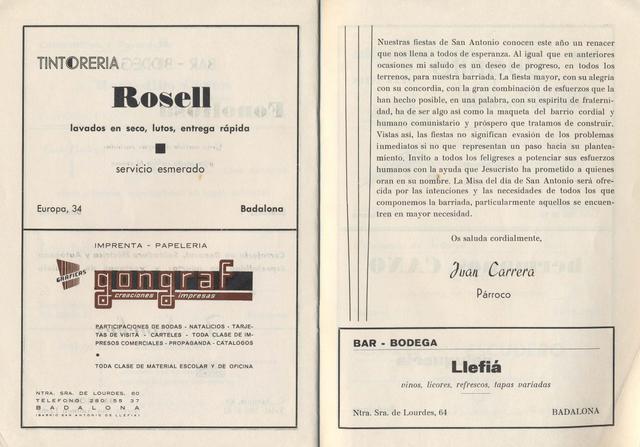 TINTORERIA
Rosell
lavados en seco, lutos, entrega rápida
servicio esmerado
Europa, 34 Badalona
IMPRENTA - PAPELERIA
GRÁFICAS
gongraf
creaciones impresas
PARTICIPACIONES DE BODAS - NATALICIOS - TARJE-
TAS DE VISITA - CARTELES - TODA CLASE DE IM-
PRESOS COMERCIALES - PROPAGANDA - CATALOGOS
TODA CLASE DE MATERIAL ESCOLAR Y DE OFICINA
NTRA. SRA. DE LOURDES, 60
TELEFONO 280 55 37
BADALONA
(BARRIO SAN ANTONIO DE LLEFIA)
Nuestras fiestas de San Antonio conocen este año un renacer
que nos llena a todos de esperanza. Al igual que en anteriores
ocasiones mi saludo es un deseo de progreso, en todos los
terrenos, para nuestra barriada. La fiesta mayor, con su alegría
con su concordia, con la gran combinación de esfuerzos que la
han hecho posible, en una palabra, con su espíritu de fraterni-
dad, ha de ser algo así como la maqueta del barrio cordial y
humano comunitario y próspero que tratamos de construir.
Vistas así, las fiestas no significan evasión de los problemas
inmediatos si no que representan un paso hacia su plantea-
miento, Invito a todos los feligreses a potenciar sus esfuerzos
humanos con la ayuda que Jesucristo ha prometido a quienes
oran en su nombre. La Misa del día de San Antonio será ofre-
cida por las intenciones y las necesidades de todos los que
componemos la barriada, particularmente aquellos se encuen-
tren en mayor necesidad.
Os saluda cordialmente,
Juan Carrera
Párroco
BAR - BODEGA
Llefiá
vinos, licores, refrescos, tapas variadas
Ntra. Sra. de Lourdes, 64 BADALONA